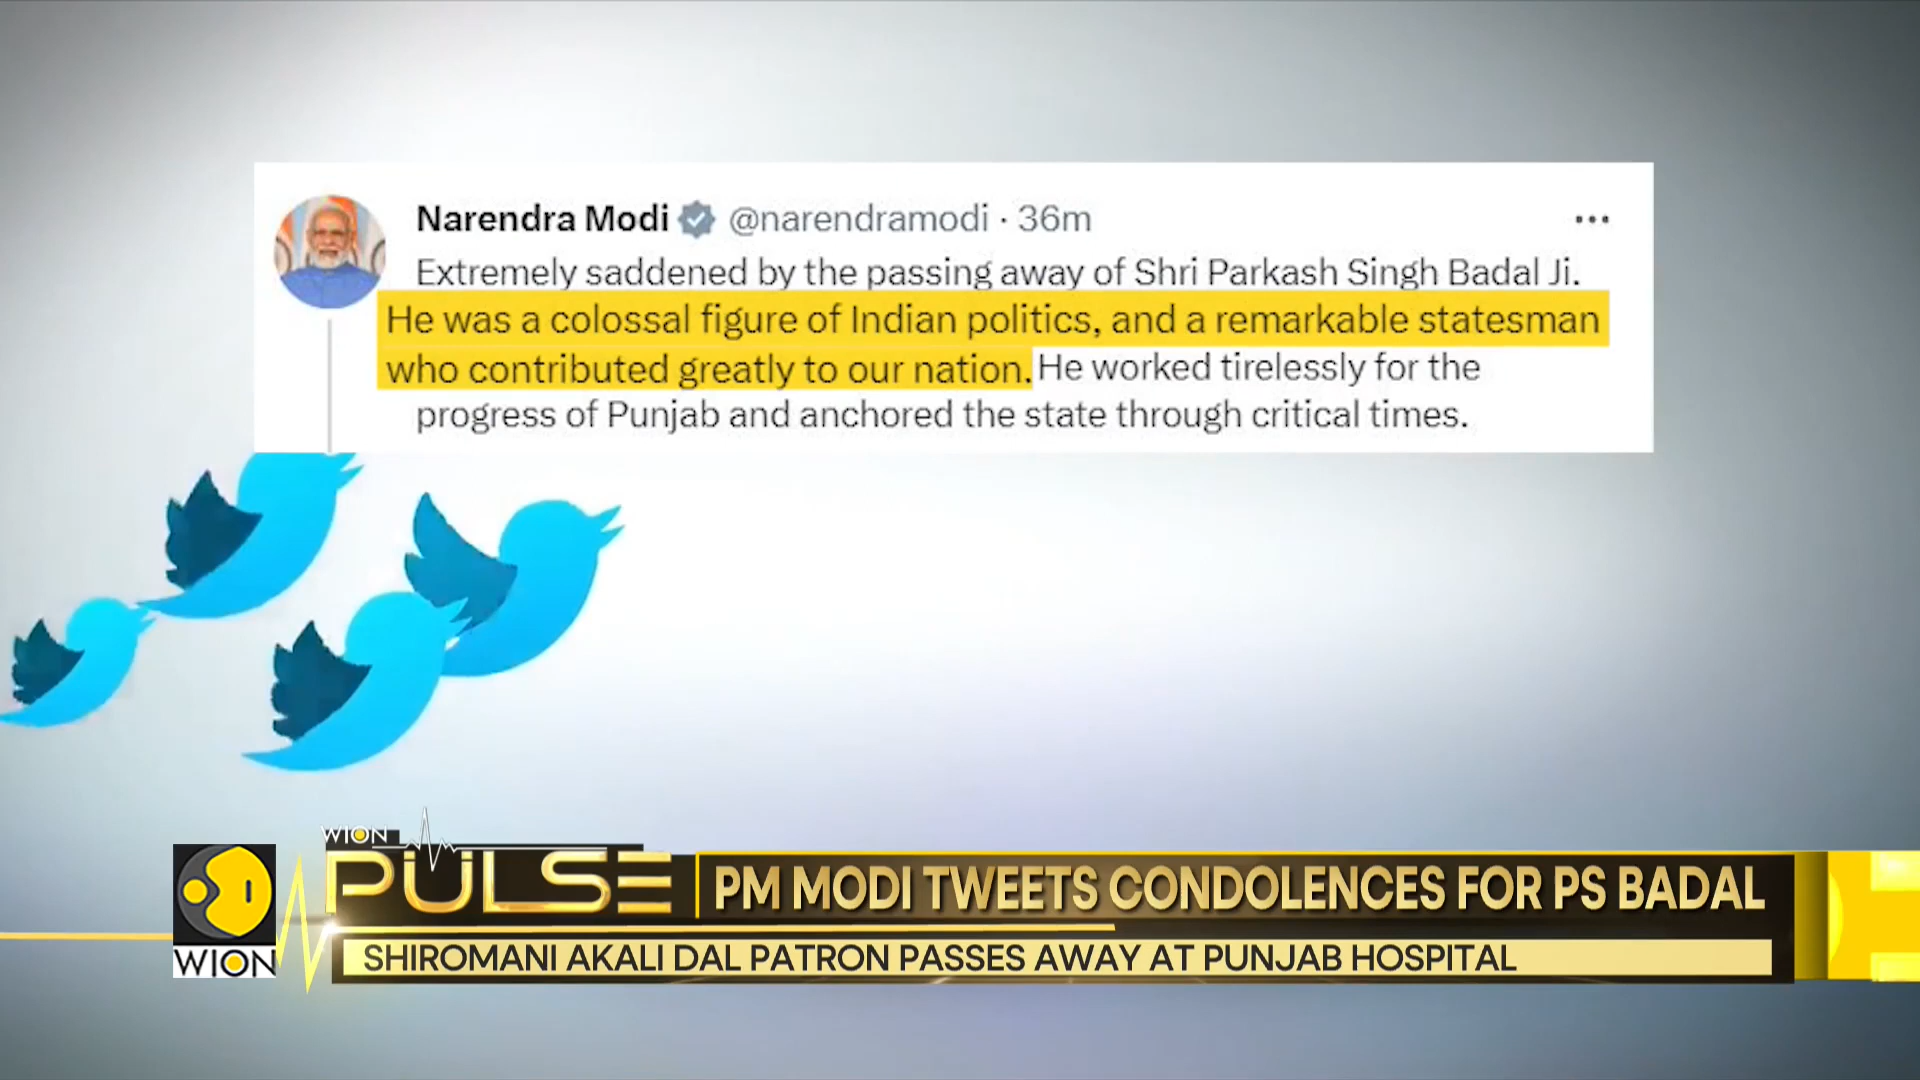 Narendra Modi @narendramodi · 36m ...
Extremely saddened by the passing away of Shri Parkash Singh Badal Ji.
He was a colossal figure of Indian politics, and a remarkable statesman
who contributed greatly to our nation. He worked tirelessly for the
progress of Punjab and anchored the state through critical times.
WION
PULSE
PM MODI TWEETS CONDOLENCES FOR PS BADAL
SHIROMANI AKALI DAL PATRON PASSES AWAY AT PUNJAB HOSPITAL
WION